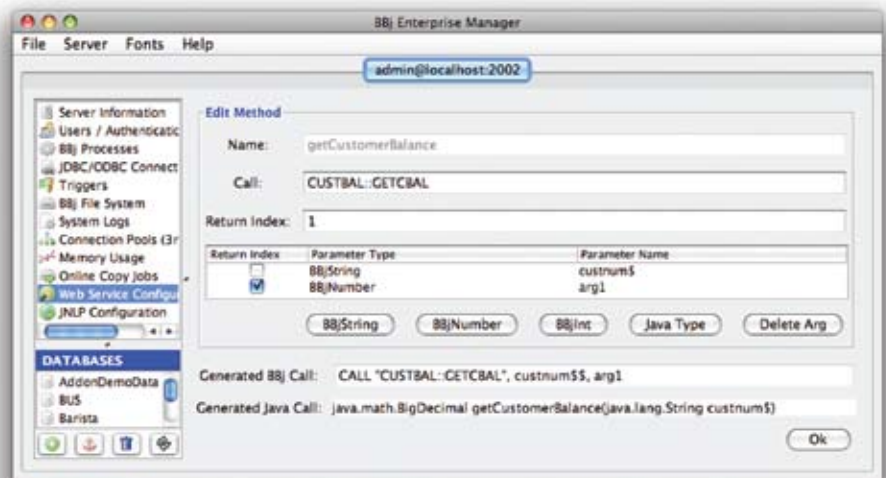 BBj Enterprise Manager
File Server Fonts Help
admin@localhost:2002
Server Information
Users / Authenticatic
BBj Processes
JDBC/ODBC Connect
Triggers
BBj File System
System Logs
Connection Pools (3r
Memory Usage
Online Copy Jobs
Web Service Configu
JNLP Configuration
DATABASES
AddonDemoData
BUS
Barista
Edit Method
Name: getCustomerBalance
Call: CUSTBAL::GETCBAL
Return Index: 1
Return Index Parameter Type Parameter Name
BBjString custnum$
BBjNumber arg1
BBjString BBjNumber BBjInt Java Type Delete Arg
Generated BBj Call: CALL "CUSTBAL::GETCBAL", custnum$$, arg1
Generated Java Call: java.math.BigDecimal getCustomerBalance(java.lang.String custnum$)
Ok